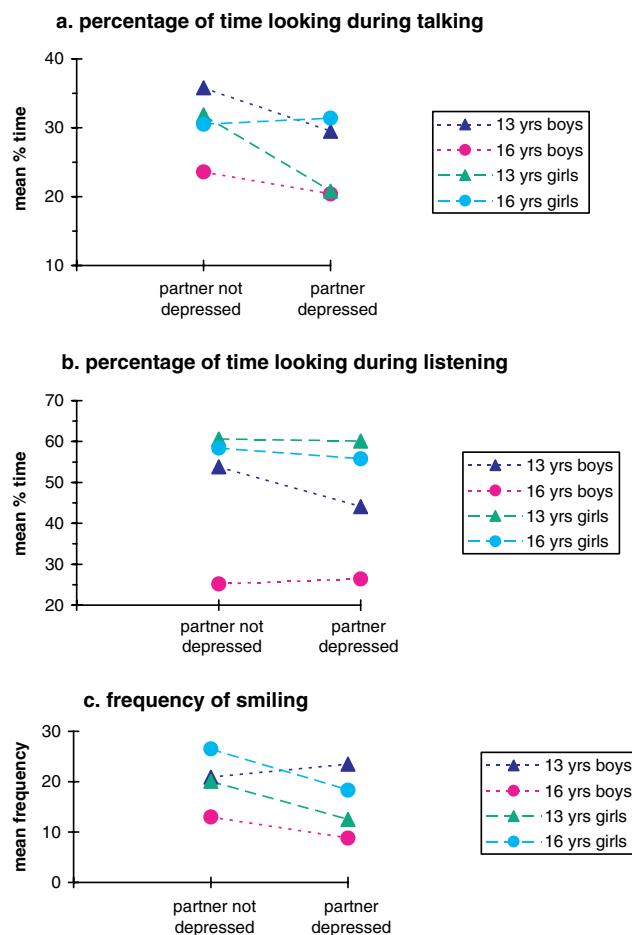 a. percentage of time looking during talking
mean % time
40
30
20
10
partner not
depressed
partner
depressed
13 yrs boys
16 yrs boys
13 yrs girls
16 yrs girls
b. percentage of time looking during listening
mean % time
70
60
50
40
30
20
partner not
depressed
partner
depressed
13 yrs boys
16 yrs boys
13 yrs girls
16 yrs girls
c. frequency of smiling
mean frequency
30
20
10
0
partner not
depressed
partner
depressed
13 yrs boys
16 yrs boys
13 yrs girls
16 yrs girls